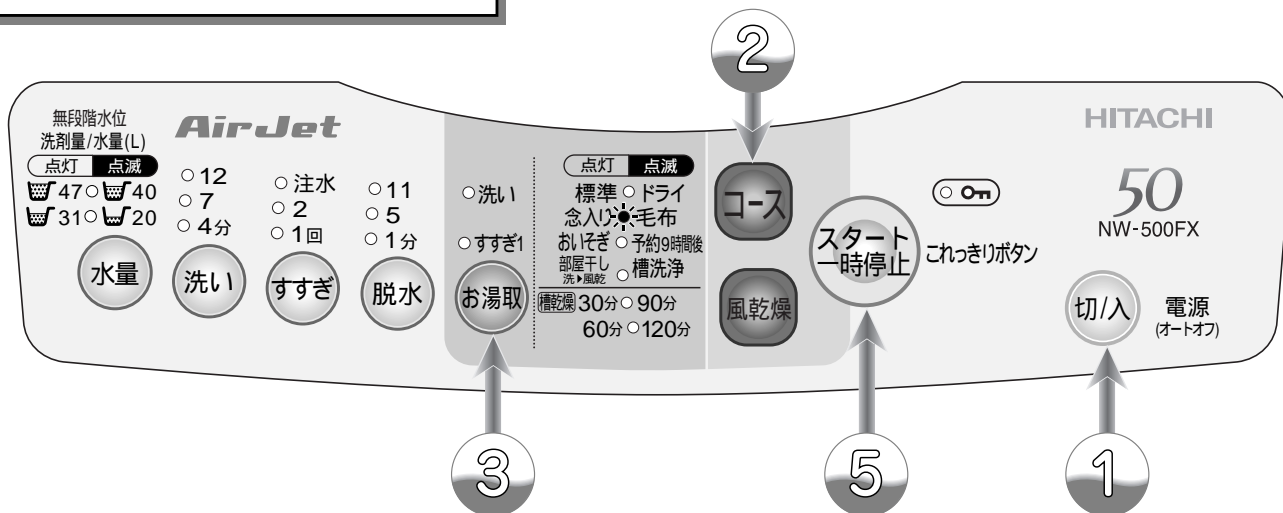 2
無段階水位
洗剤量/水量(L)
点灯 点滅
47 40
31 20
水量
AirJet
12
7
4分
洗い
注水
2
1回
すすぎ
11
5
1分
脱水
洗い
すすぎ1
お湯取
点灯 点滅
標準 ドライ
念入り 毛布
おいそぎ 予約9時間後
部屋干し 槽洗浄
洗▶風乾
槽乾燥 30分 90分
60分 120分
コース
風乾燥
スタート
一時停止
これっきりボタン
HITACHI
50
NW-500FX
切/入
電源
(オートオフ)
3
5
1